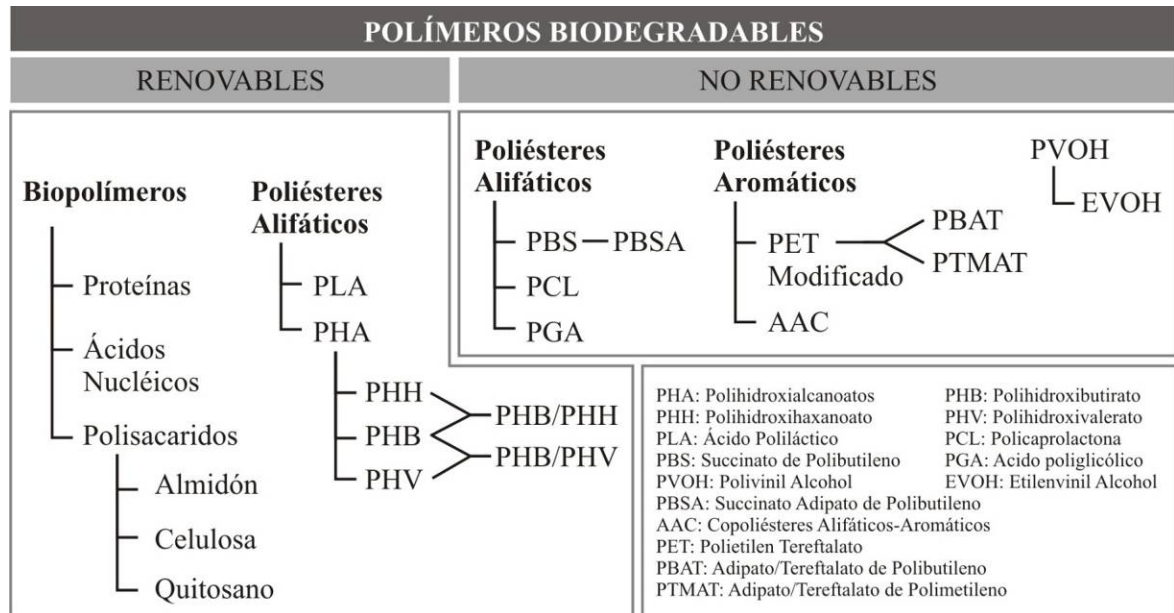 POLÍMEROS BIODEGRADABLES
RENOVABLES
NO RENOVABLES
Biopolímeros
Proteínas
Ácidos
Nucléicos
Polisacaridos
Almidón
Celulosa
Quitosano
Poliésteres
Alifáticos
PLA
PHA
PHH
PHB
PHV
PHB/PHH
PHB/PHV
Poliésteres
Alifáticos
PBS
PBSA
PCL
PGA
Poliésteres
Aromáticos
PET
Modificado
PBAT
PTMAT
AAC
PVOH
EVOH
PHA: Polihidroxialcanoatos
PHB: Polihidroxibutirato
PHH: Polihidroxihaxanoato
PHV: Polihidroxivalerato
PLA: Ácido Poliláctico
PCL: Policaprolactona
PBS: Succinato de Polibutileno
PGA: Acido poliglicólico
PVOH: Polivinil Alcohol
EVOH: Etilenvinil Alcohol
PBSA: Succinato Adipato de Polibutileno
AAC: Copoliésteres Alifáticos-Aromáticos
PET: Polietilen Tereftalato
PBAT: Adipato/Tereftalato de Polibutileno
PTMAT: Adipato/Tereftalato de Polimetileno